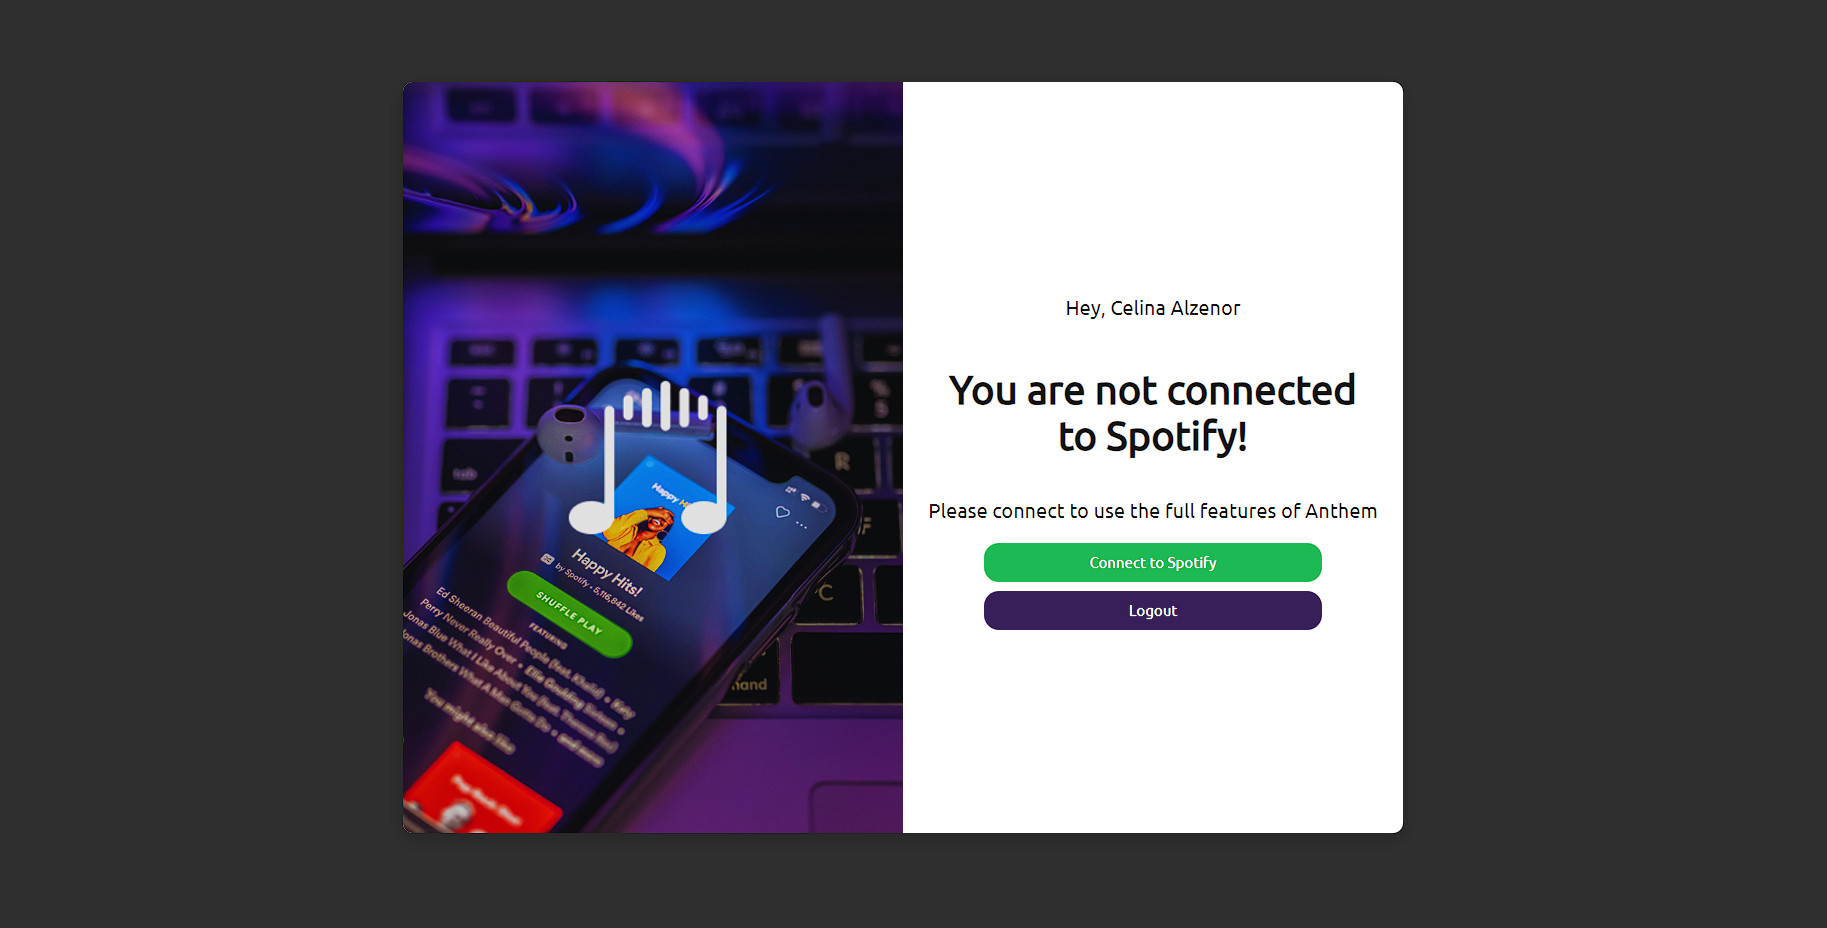 Hey, Celina Alzenor
You are not connected
to Spotify!
Please connect to use the full features of Anthem
Connect to Spotify
Logout
tab
R
F
C
Happy
Happy Hits!
by Spotify • 5,116,842 Likes
SHUFFLE PLAY
FEATURING
Ed Sheeran Beautiful People (feat. Khalid) • Katy
Perry Never Really Over • Ellie Goulding Sixteen •
Jonas Blue What I Like About You (feat. Theresa Rex)
Jonas Brothers What A Man Gotta Do • and more
You might also like